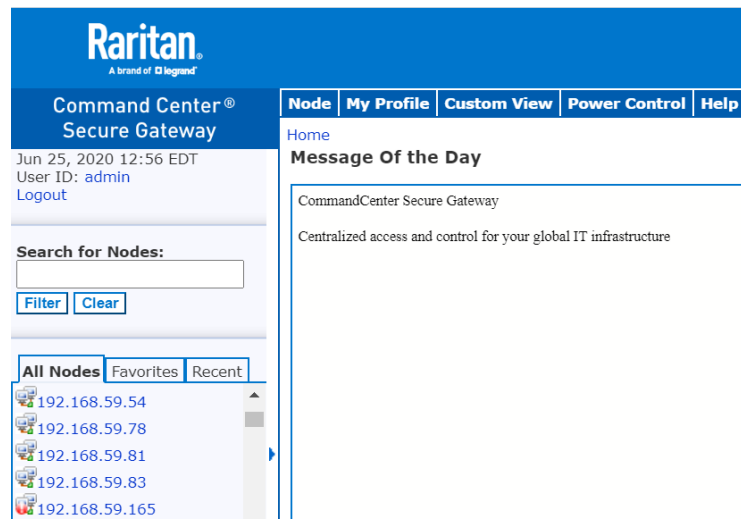 Raritan®
A brand of legrand®
Command Center®
Secure Gateway
Jun 25, 2020 12:56 EDT
User ID: admin
Logout
Search for Nodes:
Filter Clear
All Nodes Favorites Recent
192.168.59.54
192.168.59.78
192.168.59.81
192.168.59.83
192.168.59.165
Node My Profile Custom View Power Control Help
Home
Message Of the Day
CommandCenter Secure Gateway
Centralized access and control for your global IT infrastructure